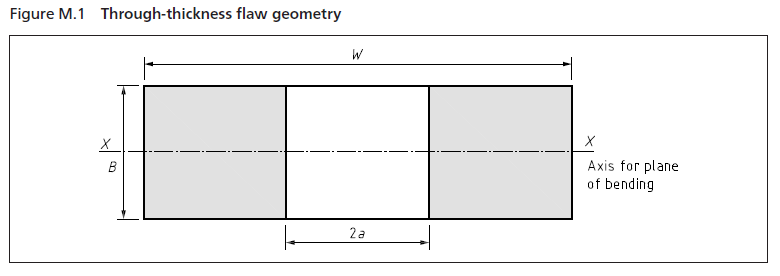 Figure M.1 Through-thickness flaw geometry
W
X
X
B
Axis for plane
of bending
2a